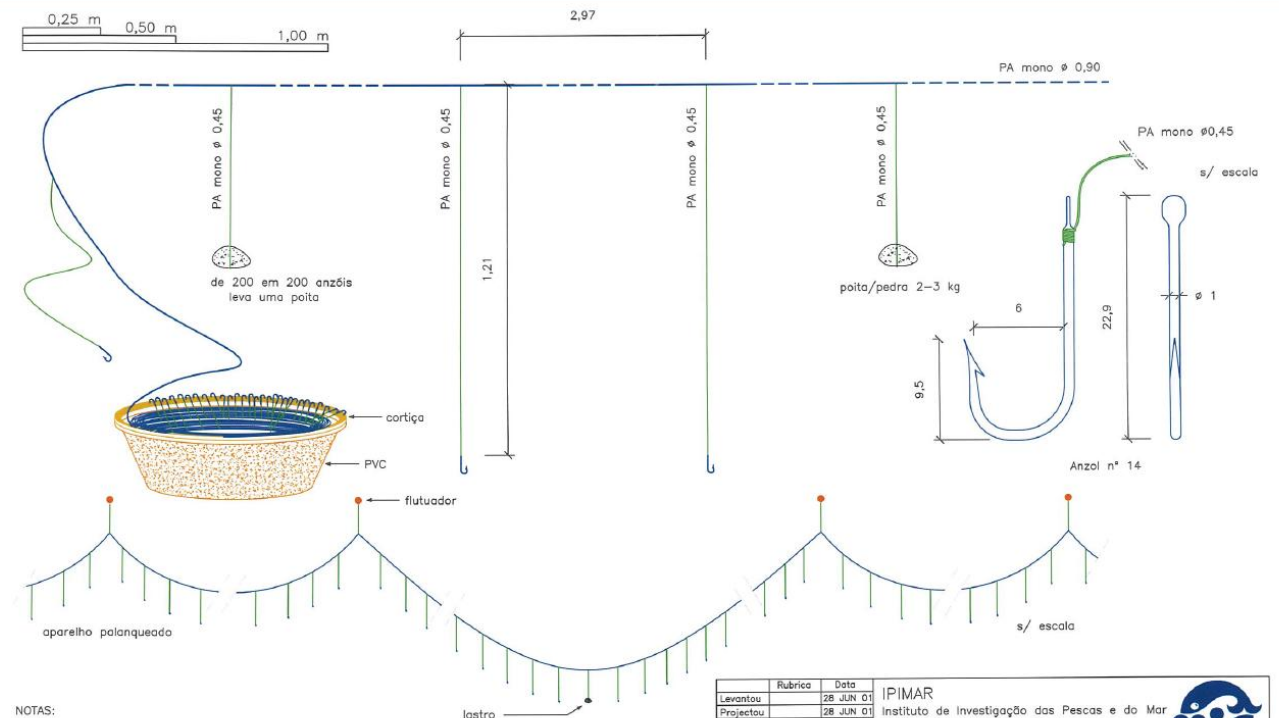 0,25 m
0,50 m
1,00 m
2,97
PA mono ø 0,90
PA mono ø 0,45
PA mono ø 0,45
PA mono ø 0,45
PA mono ø 0,45
PA mono ø0,45
s/ escala
de 200 em 200 anzóis
leva uma poita
1,21
poita/pedra 2-3 kg
6
22,9
ø 1
9,5
Anzol nº 14
cortiça
PVC
flutuador
aparelho palanqueado
s/ escala
lastro
NOTAS:
Rubrica Data
Levantou 28 JUN 01
Projectou 28 JUN 01
IPIMAR
Instituto de Investigação das Pescas e do Mar